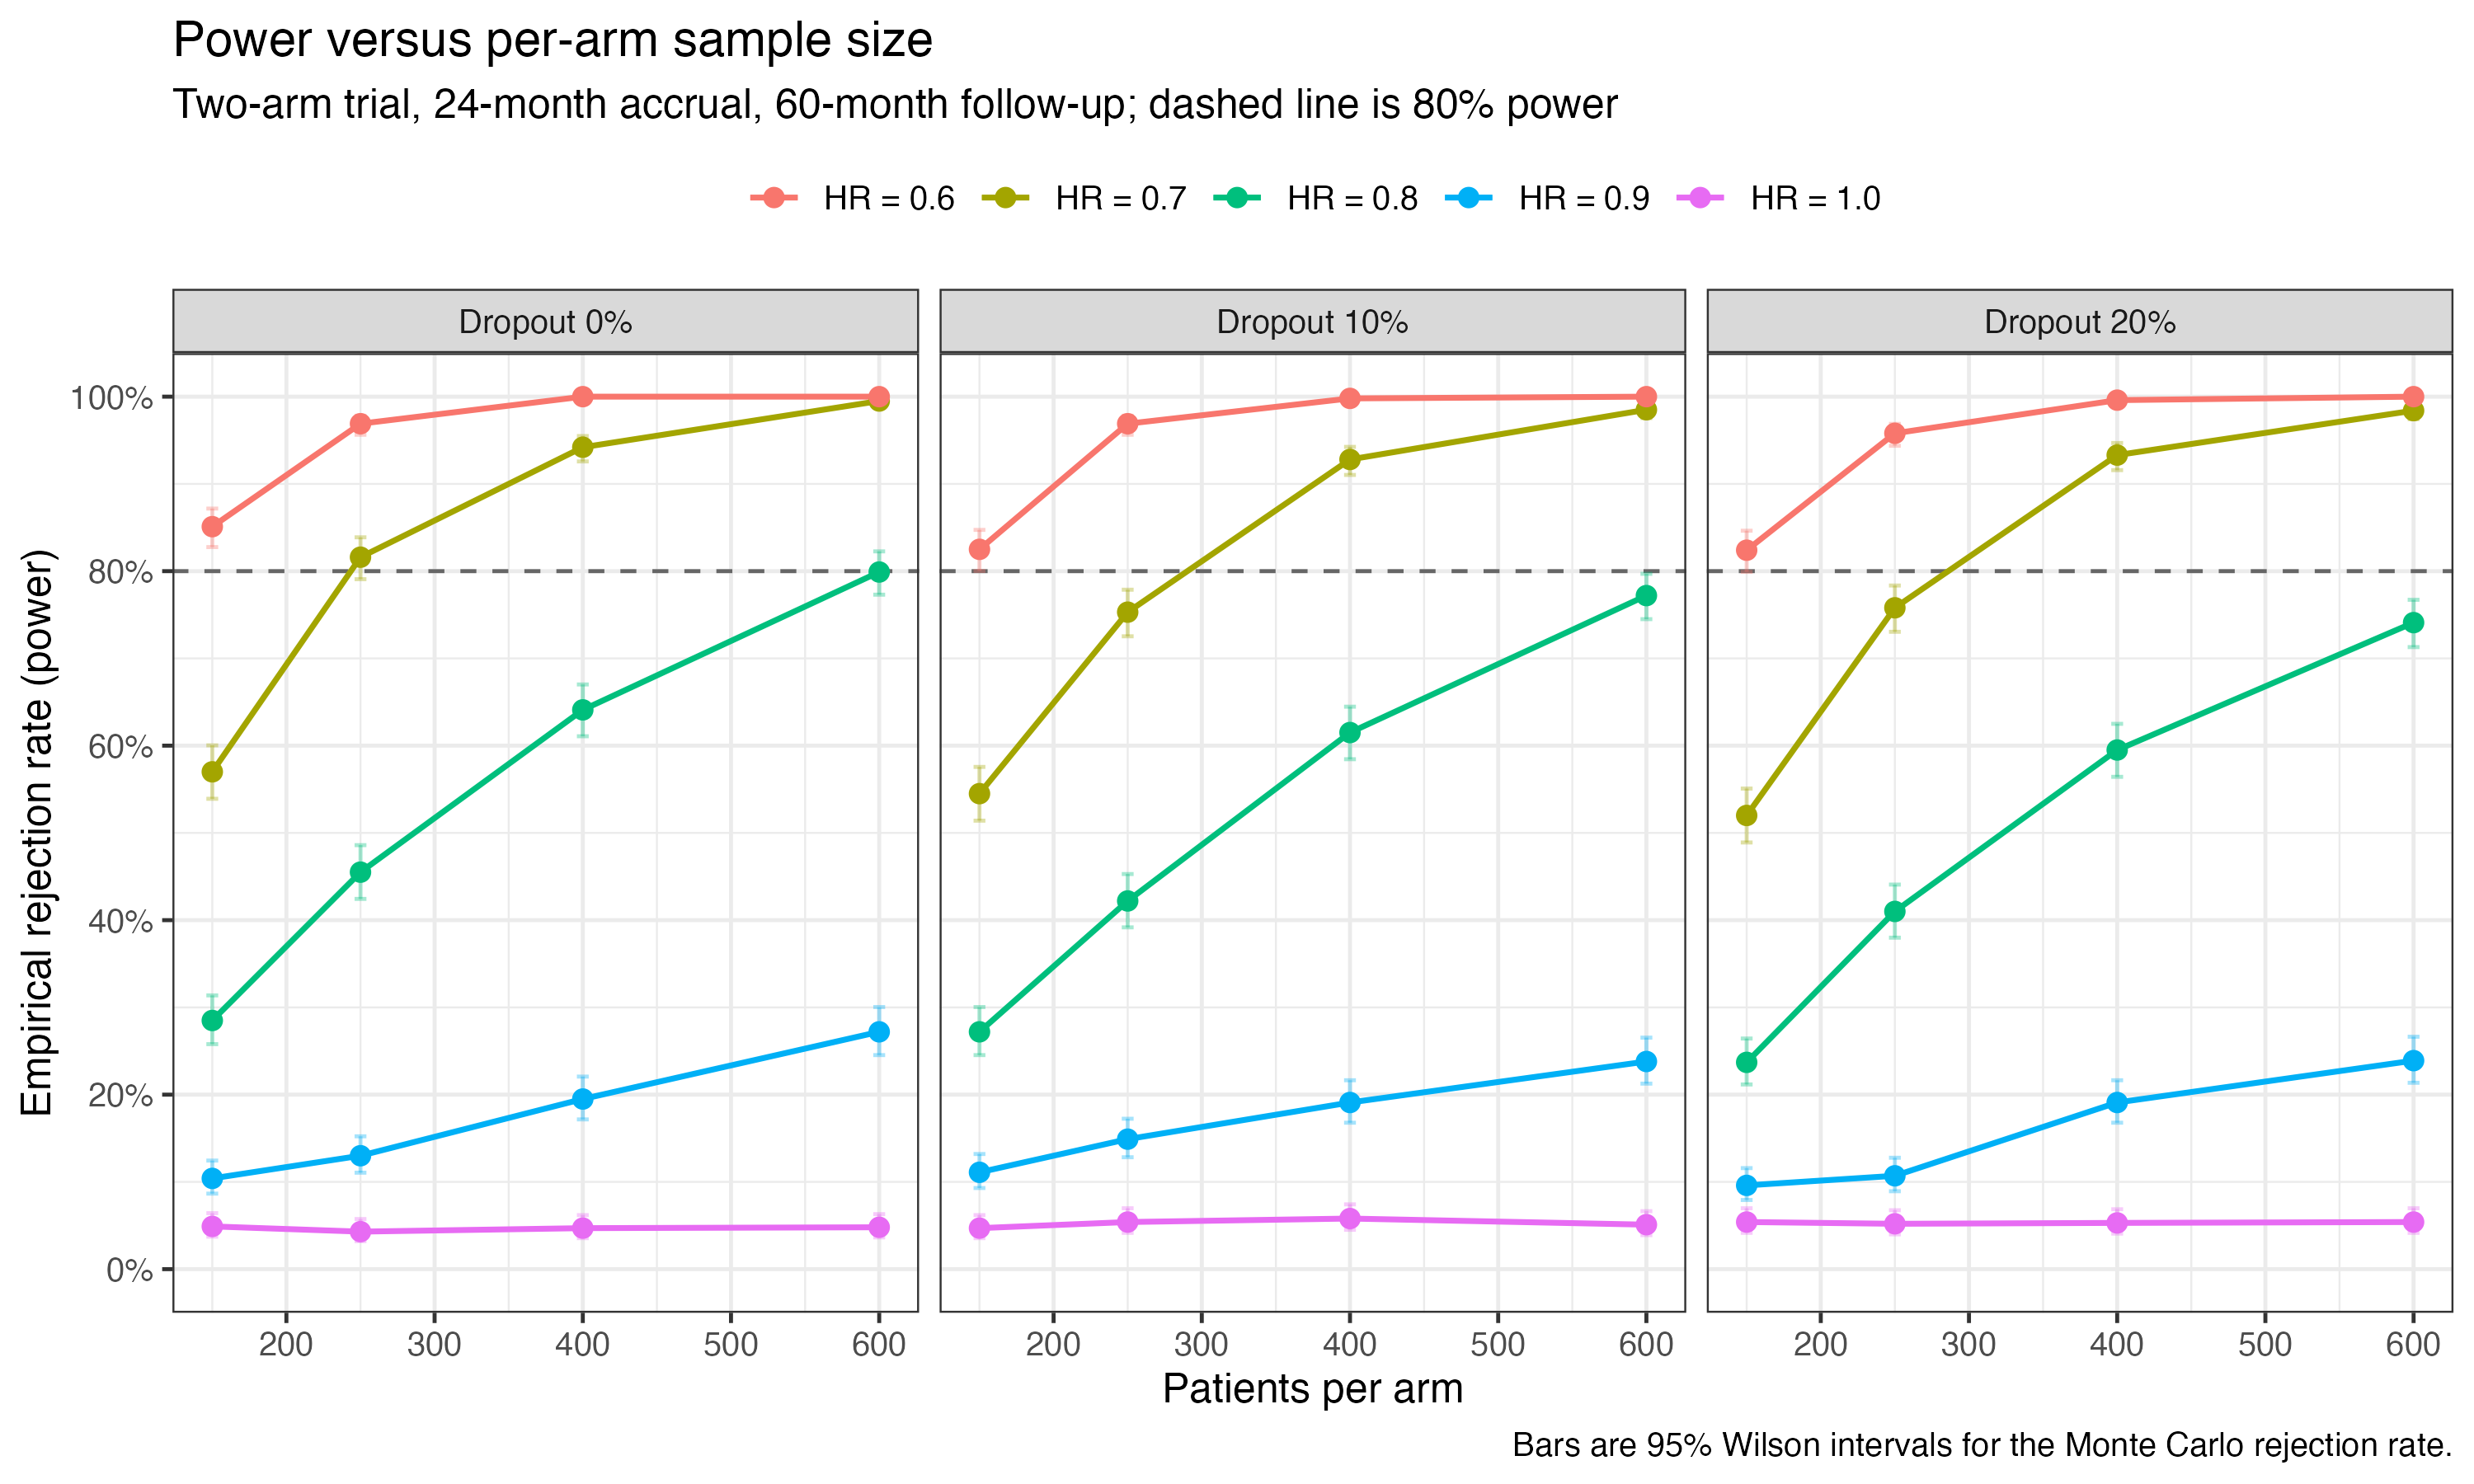 Power versus per-arm sample size
Two-arm trial, 24-month accrual, 60-month follow-up; dashed line is 80% power
HR = 0.6 HR = 0.7 HR = 0.8 HR = 0.9 HR = 1.0
Dropout 0% Dropout 10% Dropout 20%
Empirical rejection rate (power)
100%
80%
60%
40%
20%
0%
200 300 400 500 600 200 300 400 500 600 200 300 400 500 600
Patients per arm
Bars are 95% Wilson intervals for the Monte Carlo rejection rate.